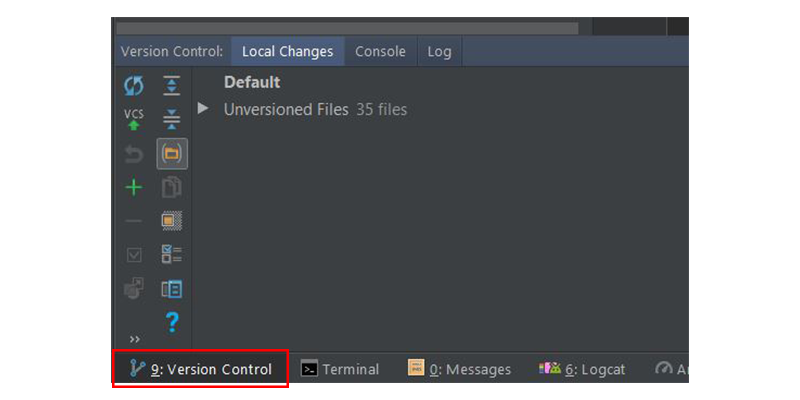 Version Control: Local Changes Console Log
Default
Unversioned Files 35 files
VCS
?
9: Version Control Terminal 0: Messages 6: Logcat